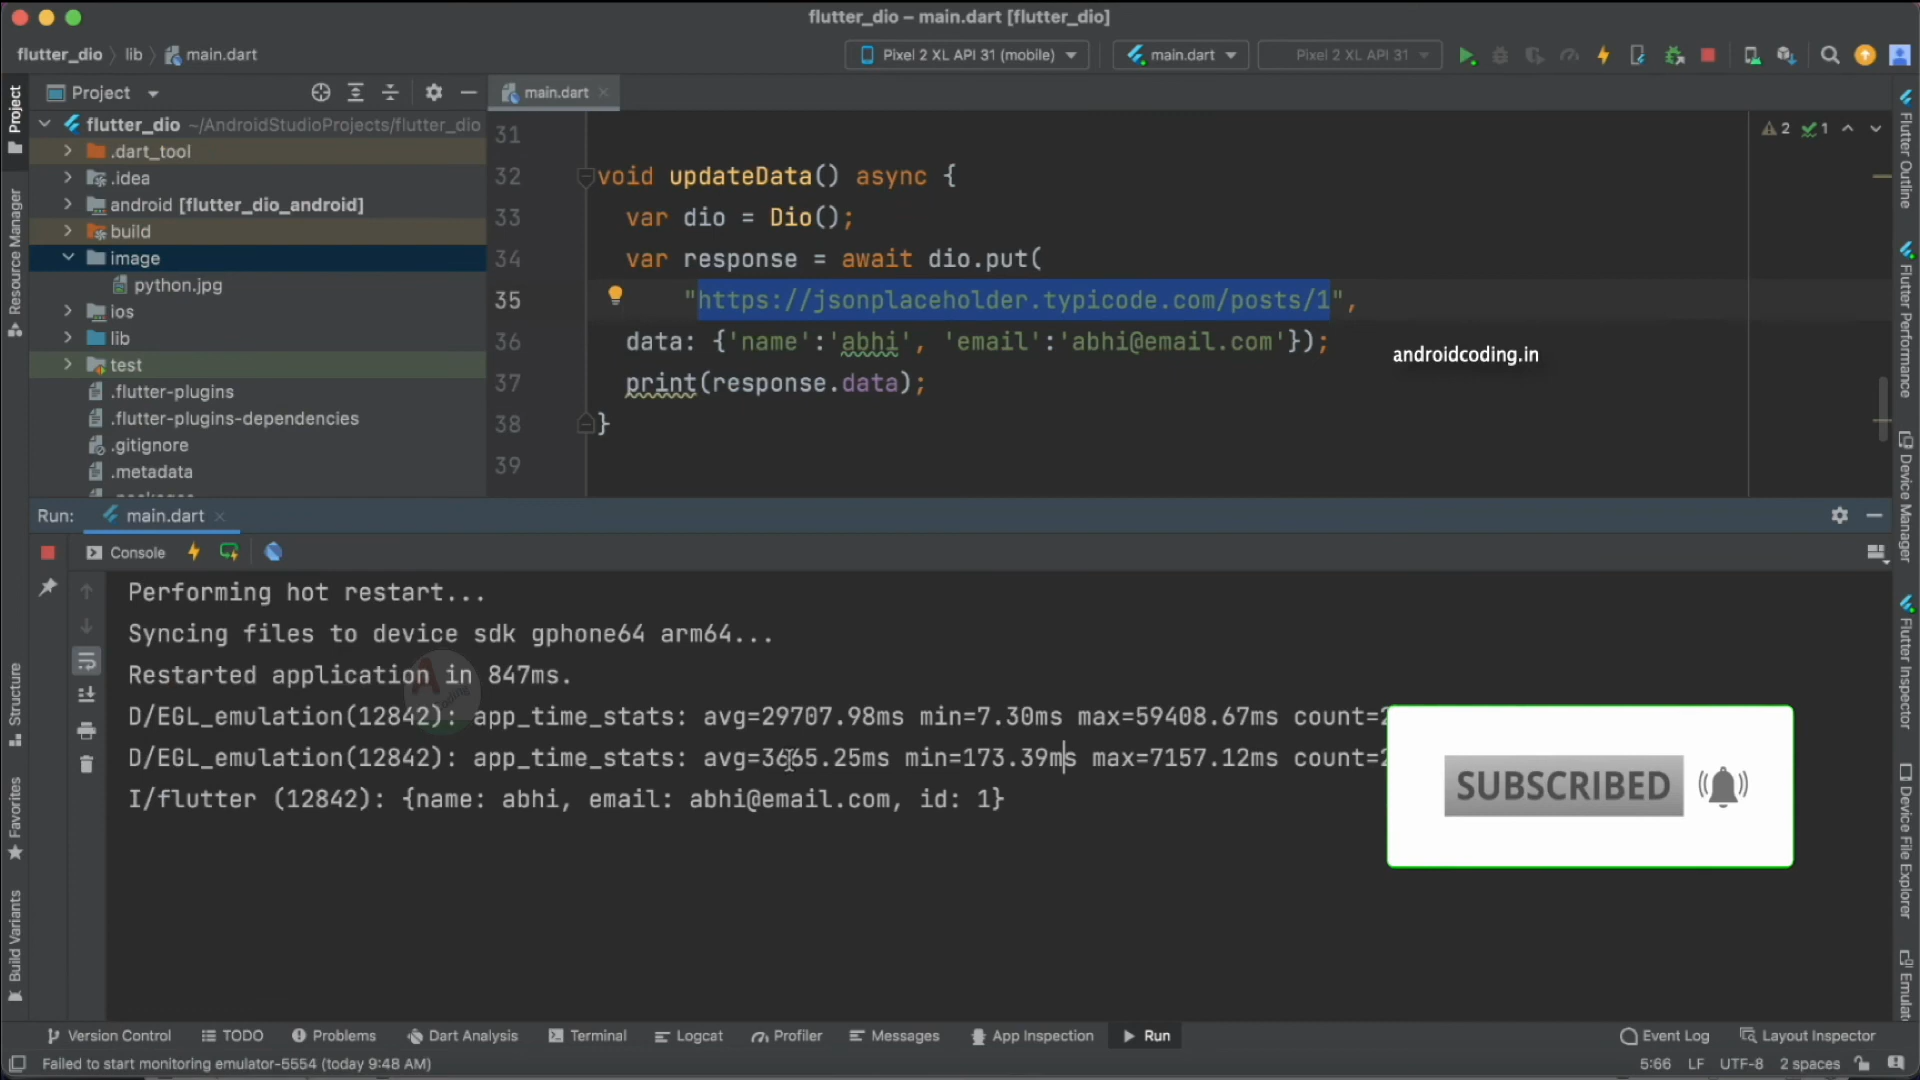 flutter_dio – main.dart [flutter_dio]
flutter_dio lib main.dart
Pixel 2 XL API 31 (mobile) main.dart Pixel 2 XL API 31
Project
main.dart
flutter_dio ~/AndroidStudioProjects/flutter_dio
.dart_tool
.idea
android [flutter_dio_android]
build
image
python.jpg
ios
lib
test
.flutter-plugins
.flutter-plugins-dependencies
.gitignore
.metadata
31
32 void updateData() async {
33 var dio = Dio();
34 var response = await dio.put(
35 "https://jsonplaceholder.typicode.com/posts/1",
36 data: {'name':'abhi', 'email':'abhi@email.com'});
37 print(response.data);
38 }
39
2 1
androidcoding.in
Run: main.dart
Console
Performing hot restart...
Syncing files to device sdk gphone64 arm64...
Restarted application in 847ms.
D/EGL_emulation(12842): app_time_stats: avg=29707.98ms min=7.30ms max=59408.67ms count=2
D/EGL_emulation(12842): app_time_stats: avg=3665.25ms min=173.39ms max=7157.12ms count=2
I/flutter (12842): {name: abhi, email: abhi@email.com, id: 1}
SUBSCRIBED
Project
Resource Manager
Structure
Favorites
Build Variants
Flutter Outline
Flutter Performance
Device Manager
Flutter Inspector
Device File Explorer
Version Control TODO Problems Dart Analysis Terminal Logcat Profiler Messages App Inspection Run Event Log Layout Inspector
Failed to start monitoring emulator-5554 (today 9:48 AM) 5:66 LF UTF-8 2 spaces